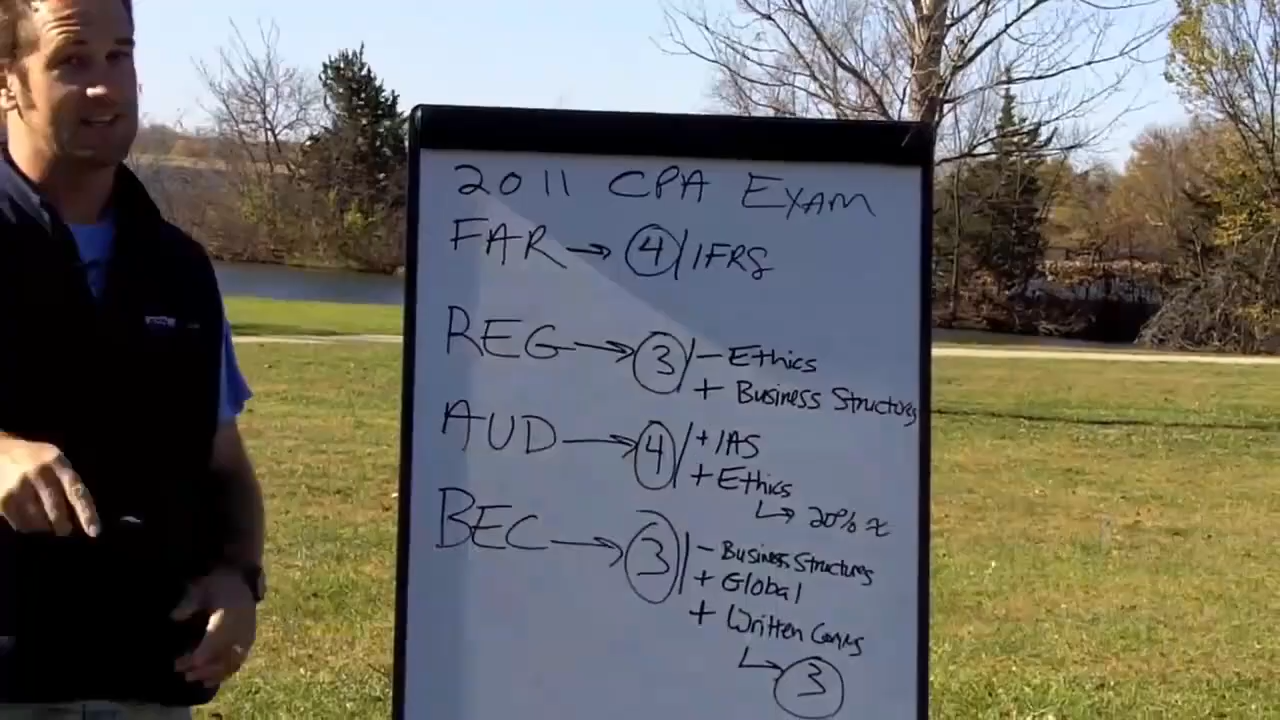 2011 CPA EXAM
FAR → 4 / IFRS
REG → 3 / - Ethics
+ Business Structures
AUD → 4 / + IAS
+ Ethics
↳ 20% ±
BEC → 3 / - Business Structures
+ Global
+ Written Comms
↳ 3